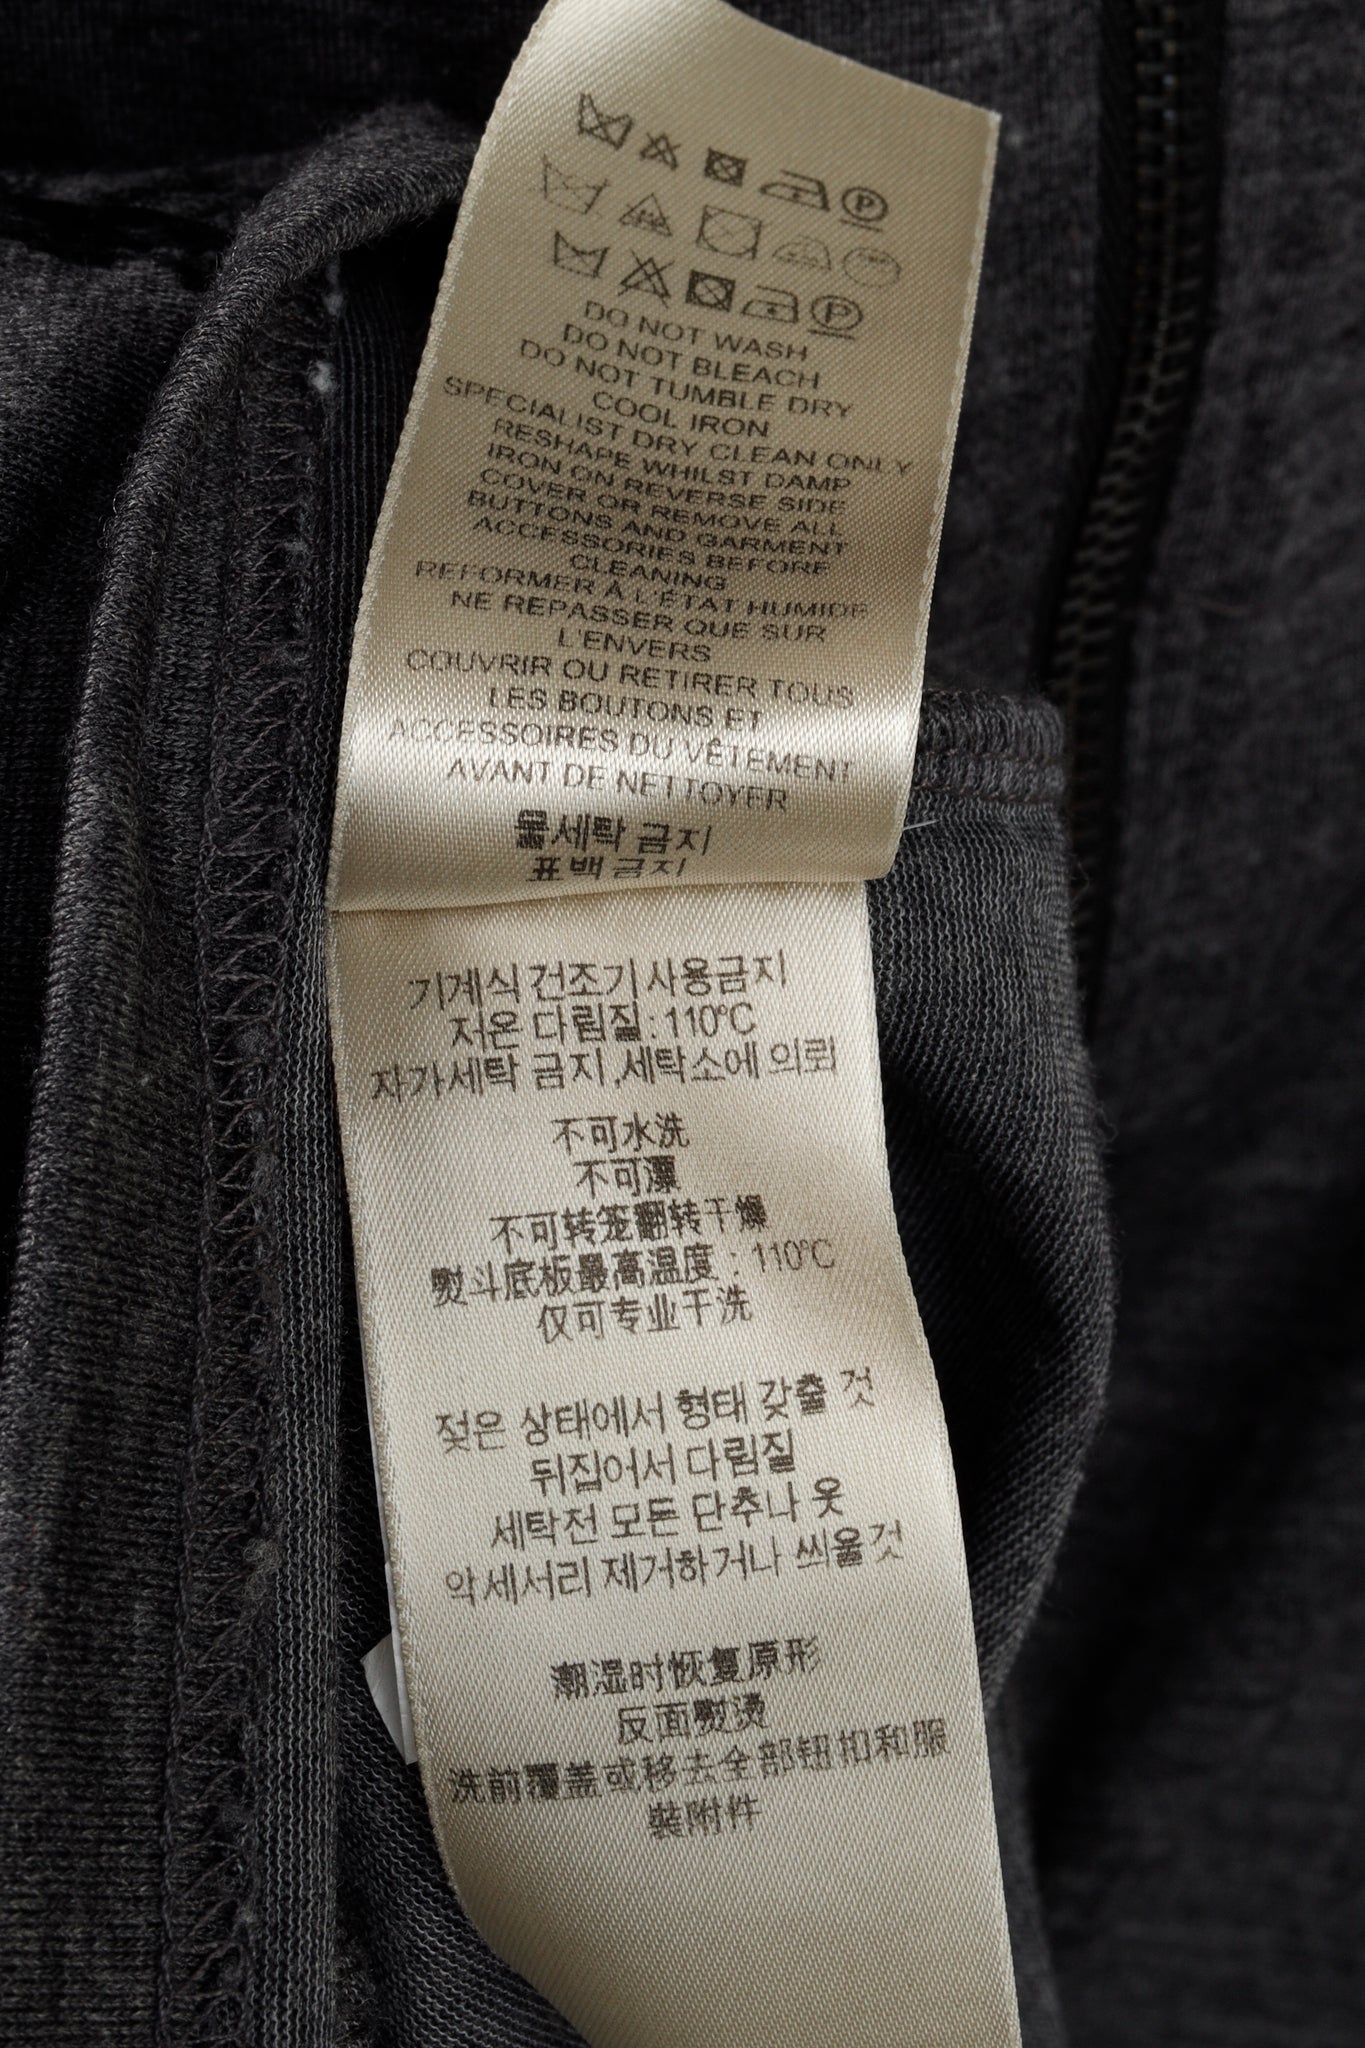 DO NOT WASH
DO NOT BLEACH
DO NOT TUMBLE DRY
COOL IRON
SPECIALIST DRY CLEAN ONLY
RESHAPE WHILST DAMP
IRON ON REVERSE SIDE
COVER OR REMOVE ALL
BUTTONS AND GARMENT
ACCESSORIES BEFORE
CLEANING
REFORMER À L'ÉTAT HUMIDE
NE REPASSER QUE SUR
L'ENVERS
COUVRIR OU RETIRER TOUS
LES BOUTONS ET
ACCESSOIRES DU VÊTEMENT
AVANT DE NETTOYER
물세탁 금지
표백금지
기계식 건조기 사용금지
저온 다림질 : 110°C
자가세탁 금지, 세탁소에 의뢰
不可水洗
不可漂
不可转笼翻转干燥
熨斗底板最高温度 : 110°C
仅可专业干洗
젖은 상태에서 형태 갖출 것
뒤집어서 다림질
세탁전 모든 단추나 옷
악세서리 제거하거나 씌울것
潮湿时恢复原形
反面熨烫
洗前覆盖或移去全部钮扣和服
装附件